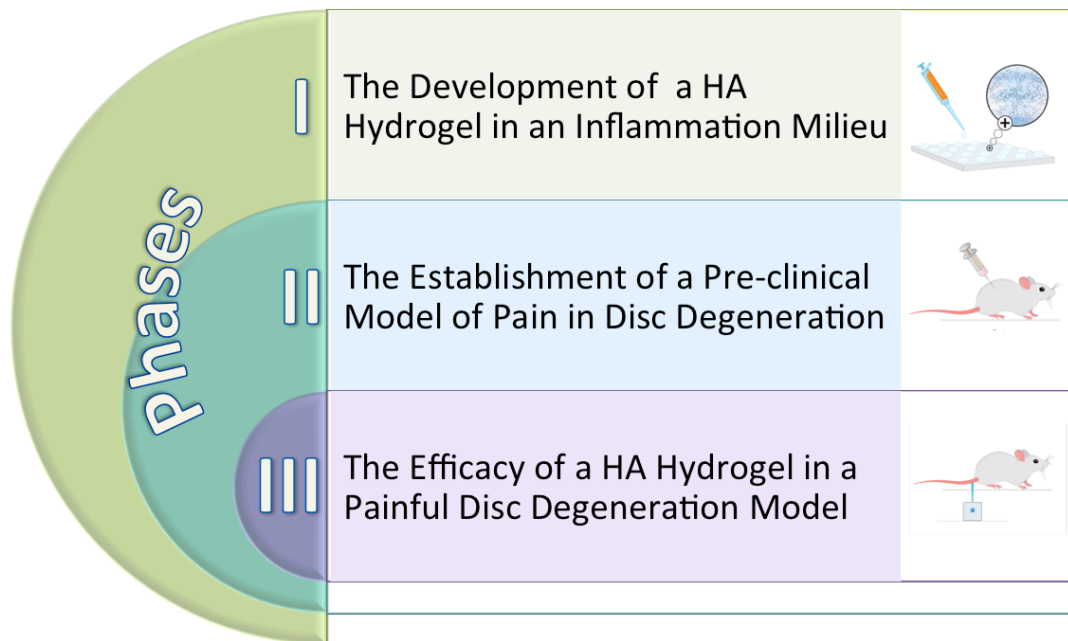 Phases
I
The Development of a HA
Hydrogel in an Inflammation Milieu
II
The Establishment of a Pre-clinical
Model of Pain in Disc Degeneration
III
The Efficacy of a HA Hydrogel in a
Painful Disc Degeneration Model